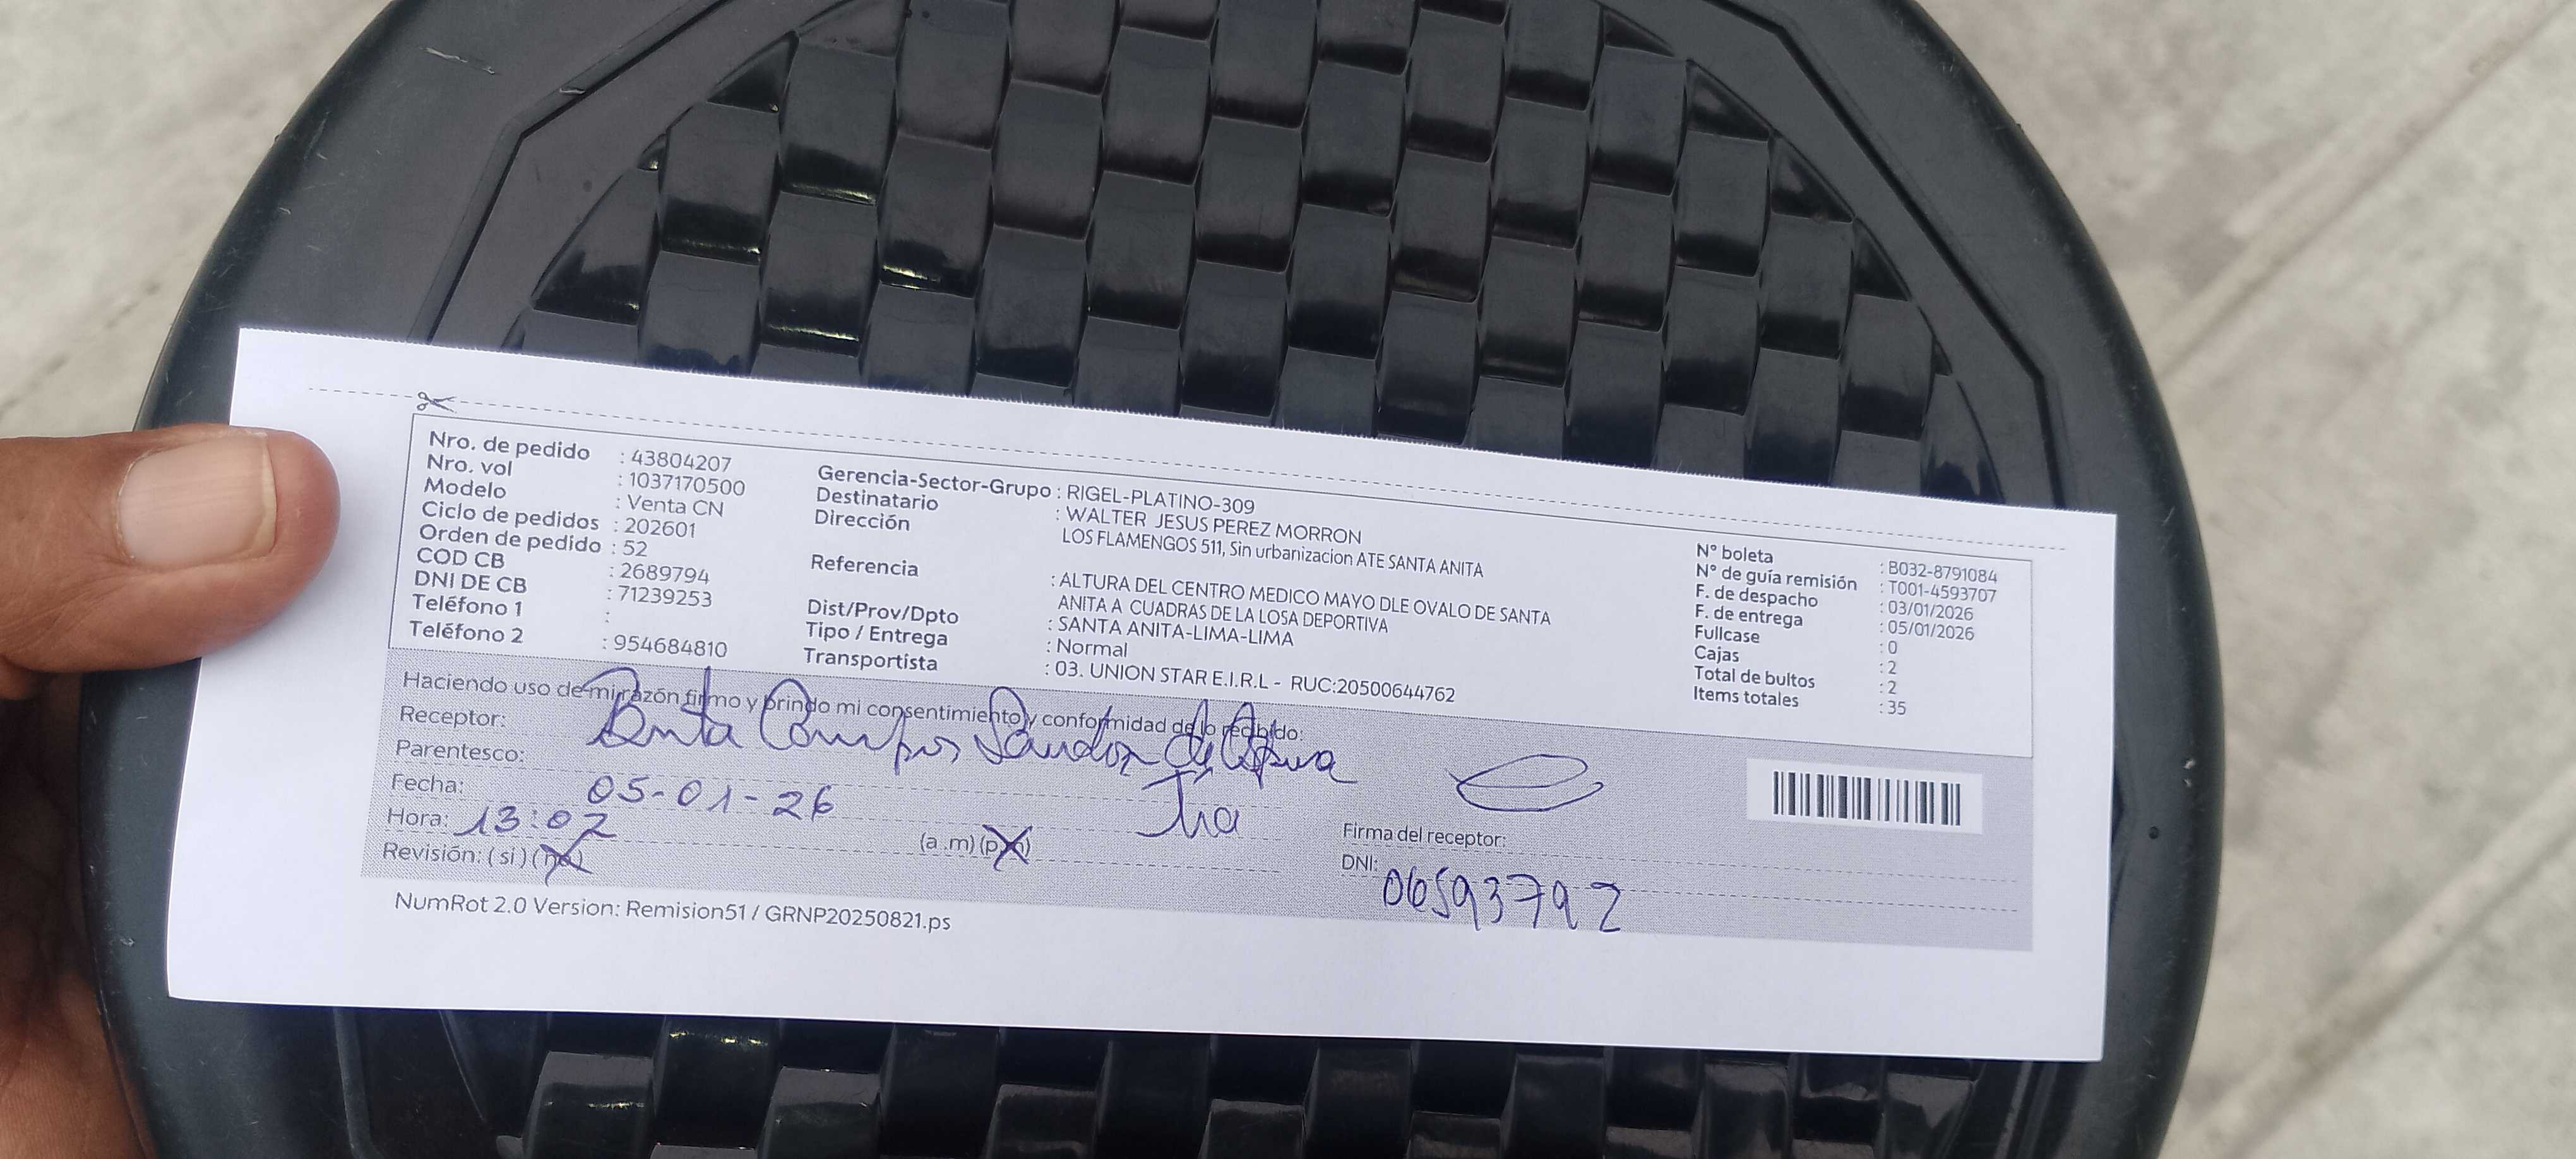 Nro. de pedido : 43804207
Nro. vol : 1037170500
Modelo : Venta CN
Ciclo de pedidos : 202601
Orden de pedido : 52
COD CB : 2689794
DNI DE CB : 71239253
Teléfono 1 :
Teléfono 2 : 954684810
Gerencia-Sector-Grupo : RIGEL-PLATINO-309
Destinatario : WALTER JESUS PEREZ MORRON
Dirección LOS FLAMENGOS 511, Sin urbanizacion ATE SANTA ANITA
Referencia : ALTURA DEL CENTRO MEDICO MAYO DLE OVALO DE SANTA
ANITA A CUADRAS DE LA LOSA DEPORTIVA
Dist/Prov/Dpto : SANTA ANITA-LIMA-LIMA
Tipo / Entrega : Normal
Transportista : 03. UNION STAR E.I.R.L - RUC:20500644762
N° boleta : B032-8791084
N° de guía remisión : T001-4593707
F. de despacho : 03/01/2026
F. de entrega : 05/01/2026
Fullcase : 0
Cajas : 2
Total de bultos : 2
Items totales : 35
Haciendo uso de mi razón firmo y brindo mi consentimiento y conformidad de lo recibido:
Receptor:
Parentesco: Tia
Fecha: 05-01-26
Hora: 13:02 (a .m) (p.m)
Revisión: ( si ) ( no )
Firma del receptor:
DNI: 06593792
NumRot 2.0 Version: Remision51 / GRNP20250821.ps